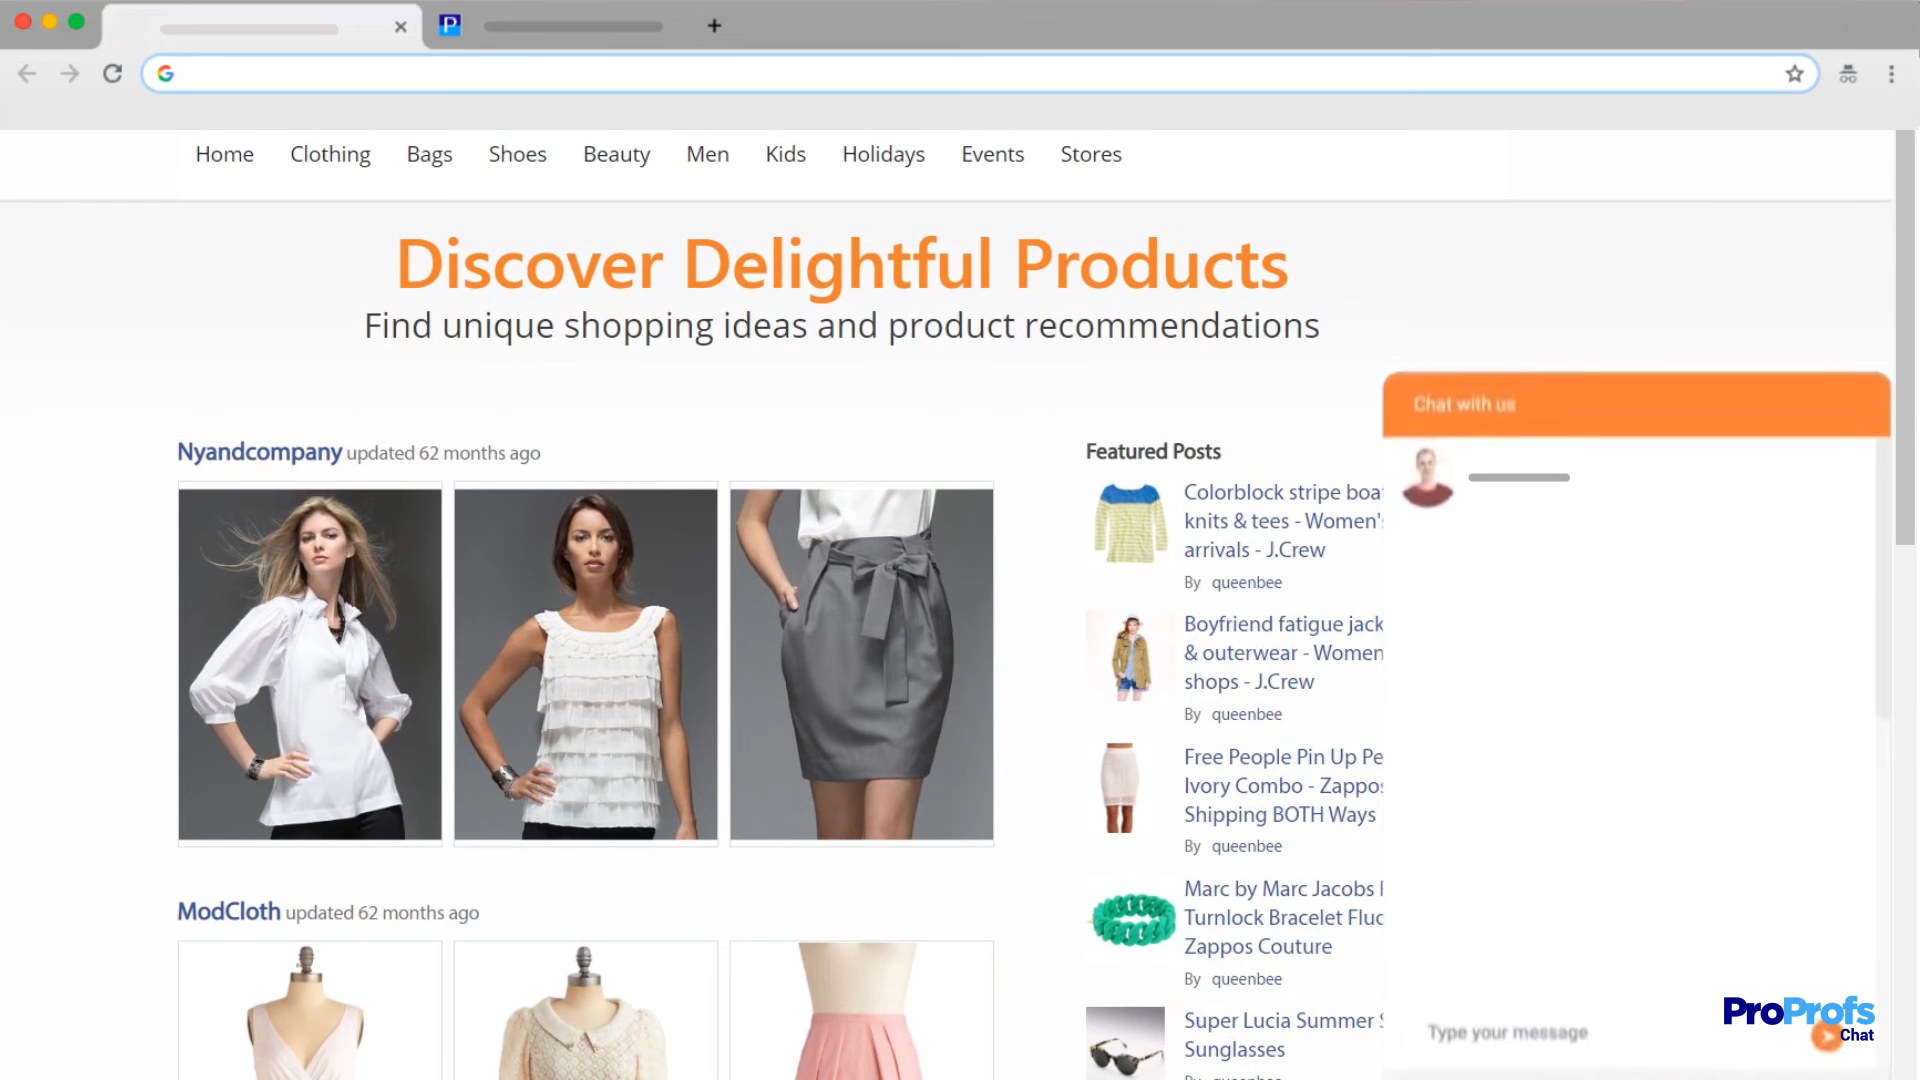 P
Home Clothing Bags Shoes Beauty Men Kids Holidays Events Stores
Discover Delightful Products
Find unique shopping ideas and product recommendations
Nyandcompany updated 62 months ago
ModCloth updated 62 months ago
Featured Posts
Colorblock stripe boa
knits & tees - Women's
arrivals - J.Crew
By queenbee
Boyfriend fatigue jack
& outerwear - Women
shops - J.Crew
By queenbee
Free People Pin Up Pe
Ivory Combo - Zappos
Shipping BOTH Ways
By queenbee
Marc by Marc Jacobs
Turnlock Bracelet Fluo
Zappos Couture
By queenbee
Super Lucia Summer S
Sunglasses
By queenbee
Chat with us
Type your message
ProProfs
Chat